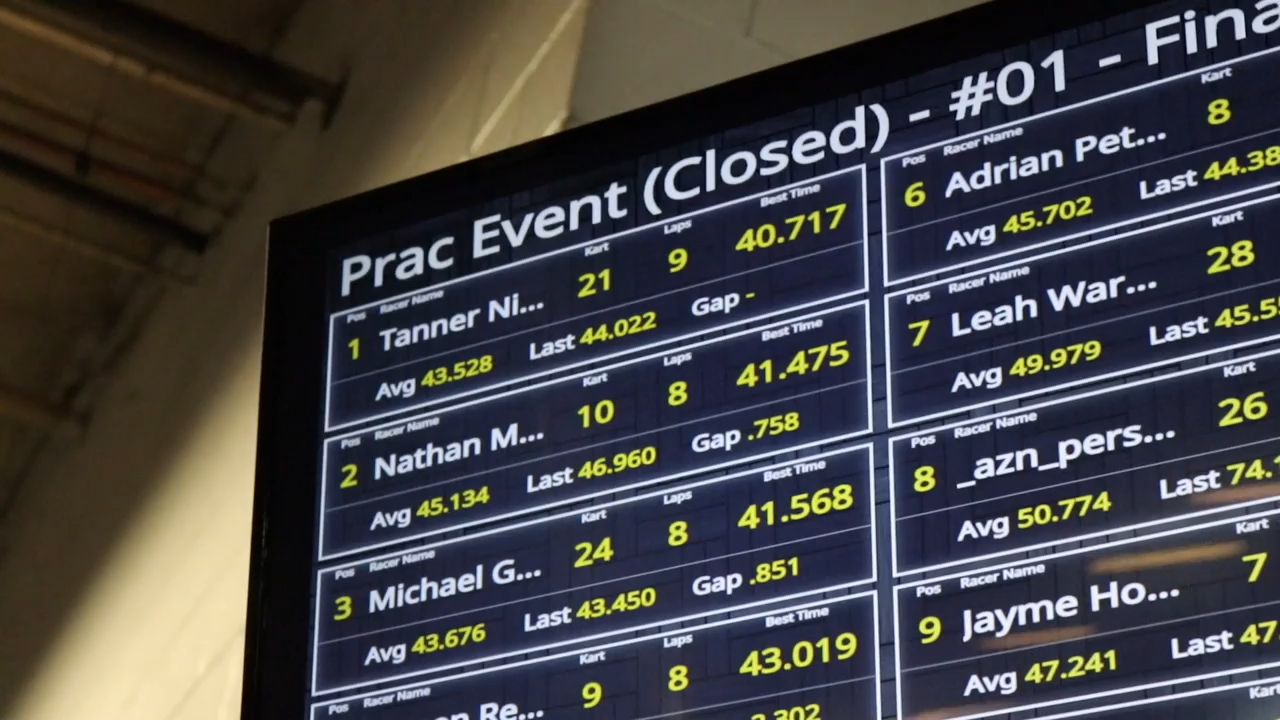 Prac Event (Closed) - #01 -
Pos Racer Name Kart Laps Best Time
1 Tanner Ni... 21 9 40.717
Avg 43.528 Last 44.022 Gap -
Pos Racer Name Kart Laps Best Time
2 Nathan M... 10 8 41.475
Avg 45.134 Last 46.960 Gap .758
Pos Racer Name Kart Laps Best Time
3 Michael G... 24 8 41.568
Avg 43.676 Last 43.450 Gap .851
Pos Racer Name Kart Laps Best Time
Re... 9 8 43.019
2.302
Pos Racer Name Kart
6 Adrian Pet... 8
Avg 45.702 Last 44.38
Pos Racer Name Kart
7 Leah War... 28
Avg 49.979 Last 45.5
Pos Racer Name Kart
8 _azn_pers... 26
Avg 50.774 Last 74.1
Pos Racer Name Kart
9 Jayme Ho... 7
Avg 47.241 Last 47
Kart